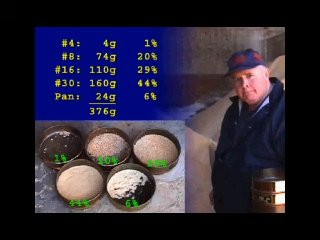 #4: 4g 1%
#8: 74g 20%
#16: 110g 29%
#30: 160g 44%
Pan: 24g 6%
376g
1% 20% 29%
44% 6%